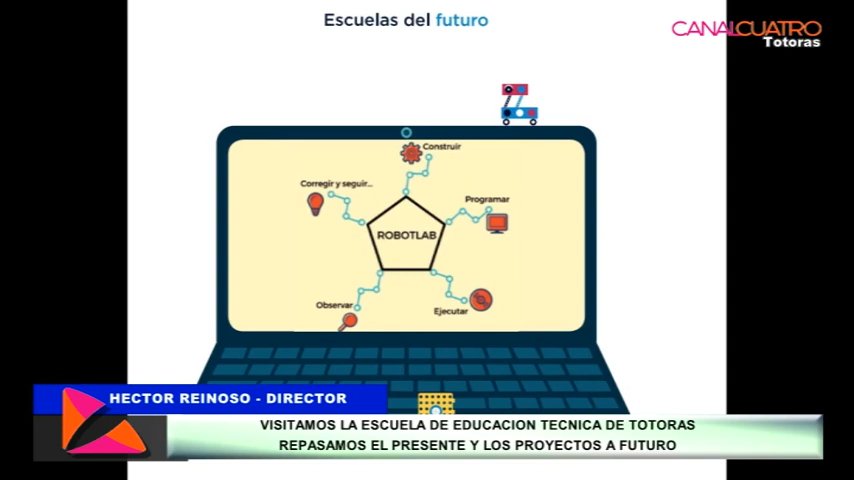 Escuelas del futuro
CANALCUATRO
Totoras
Construir
Corregir y seguir...
Programar
ROBOTLAB
Observar
Ejecutar
HECTOR REINOSO - DIRECTOR
VISITAMOS LA ESCUELA DE EDUCACION TECNICA DE TOTORAS
REPASAMOS EL PRESENTE Y LOS PROYECTOS A FUTURO